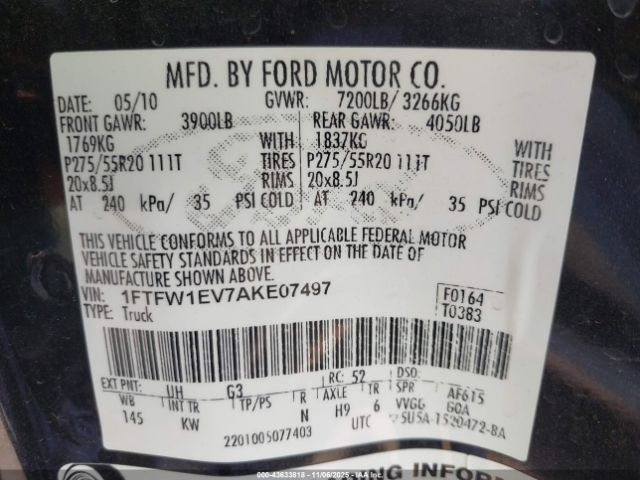 MFD. BY FORD MOTOR CO.
DATE: 05/10 GVWR: 7200LB/ 3266KG
FRONT GAWR: 3900LB REAR GAWR: 4050LB
1769KG WITH 1837KG WITH
P275/55R20 111T TIRES P275/55R20 111T TIRES
20x8.5J RIMS 20x8.5J RIMS
AT 240 kPa/ 35 PSI COLD AT 240 kPa/ 35 PSI COLD
THIS VEHICLE CONFORMS TO ALL APPLICABLE FEDERAL MOTOR
VEHICLE SAFETY STANDARDS IN EFFECT ON THE DATE OF
MANUFACTURE SHOWN ABOVE.
VIN: 1FTFW1EV7AKE07497 F0164
TYPE: Truck T0383
EXT PNT: UH G3 RC: 52 DSO:
WB INT TR TP/PS R AXLE TR SPR AF615
145 KW N H9 6 VVGG GOA
2201005077403 UTC 5U5A-1520472-BA
ING INFOR
©43633818 - 11/06/2025 - IAA Inc.